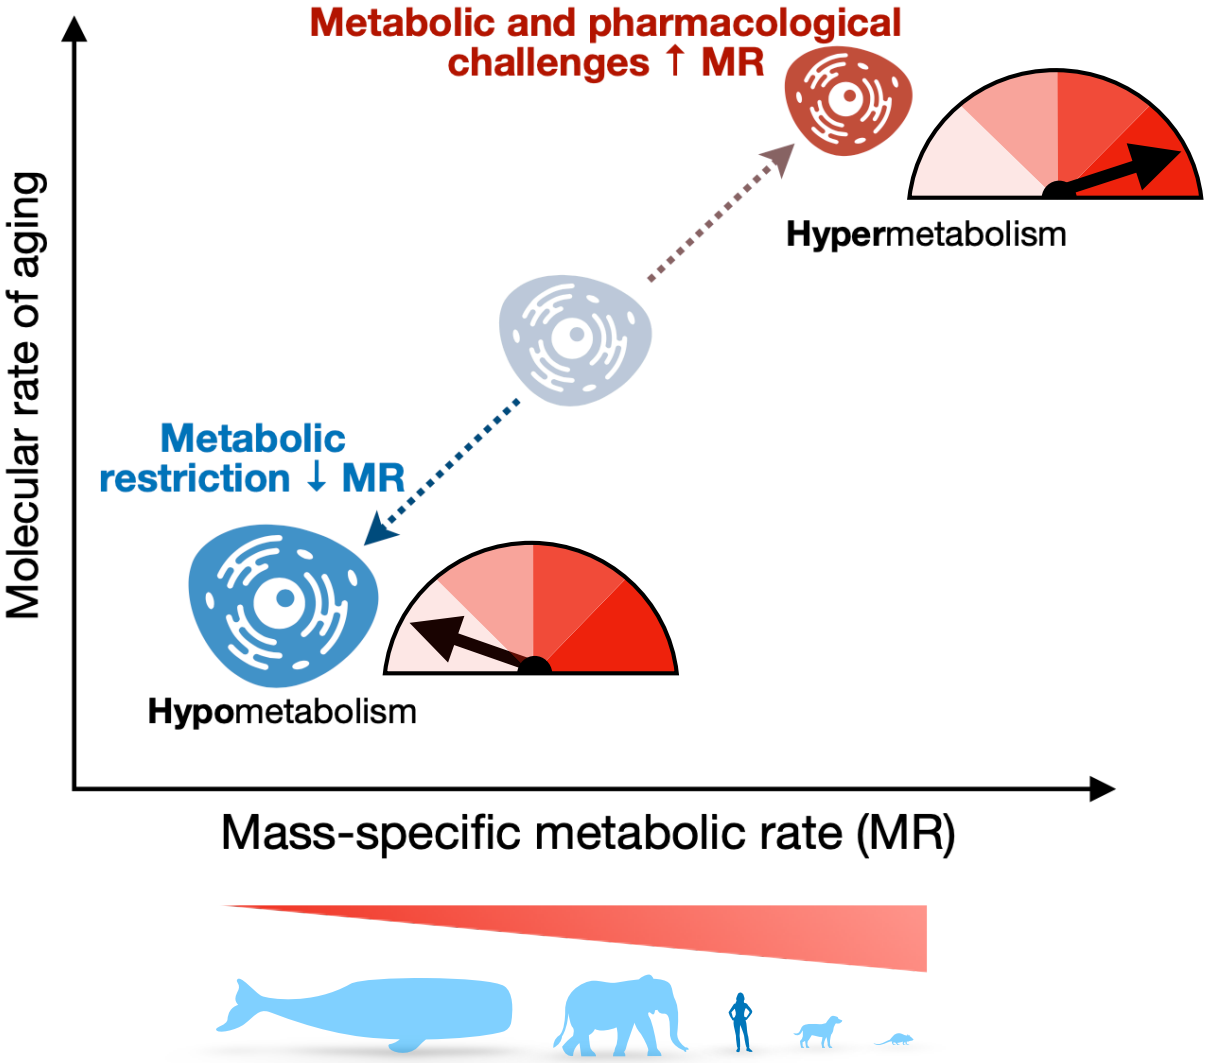 Metabolic and pharmacological
challenges ↑ MR
Hypermetabolism
Molecular rate of aging
Metabolic
restriction ↓ MR
Hypometabolism
Mass-specific metabolic rate (MR)